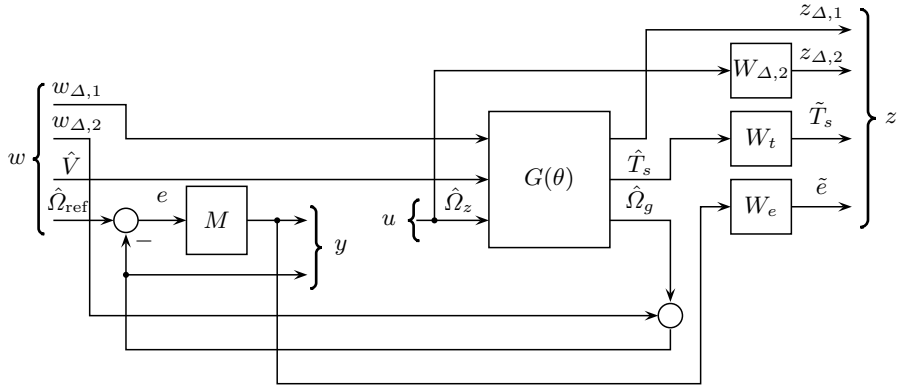 z_{Δ,1}
w_{Δ,1}
W_{Δ,2}
z_{Δ,2}
w_{Δ,2}
w
z
W_t
T̃_s
V̂
G(θ)
T̂_s
Ω̂_ref
e
M
u
Ω̂_z
Ω̂_g
W_e
ẽ
−
y